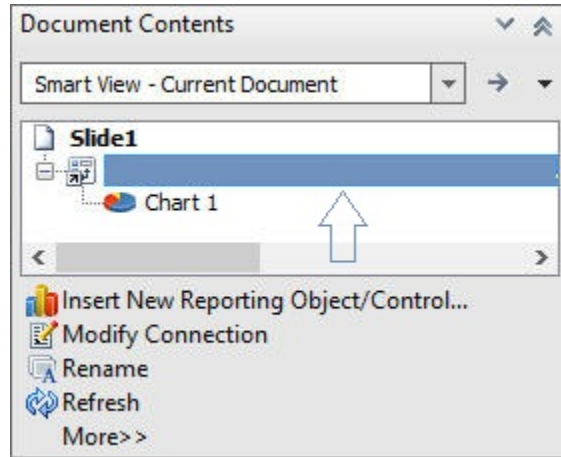 Document Contents
Smart View - Current Document
Slide1
Chart 1
Insert New Reporting Object/Control...
Modify Connection
Rename
Refresh
More>>